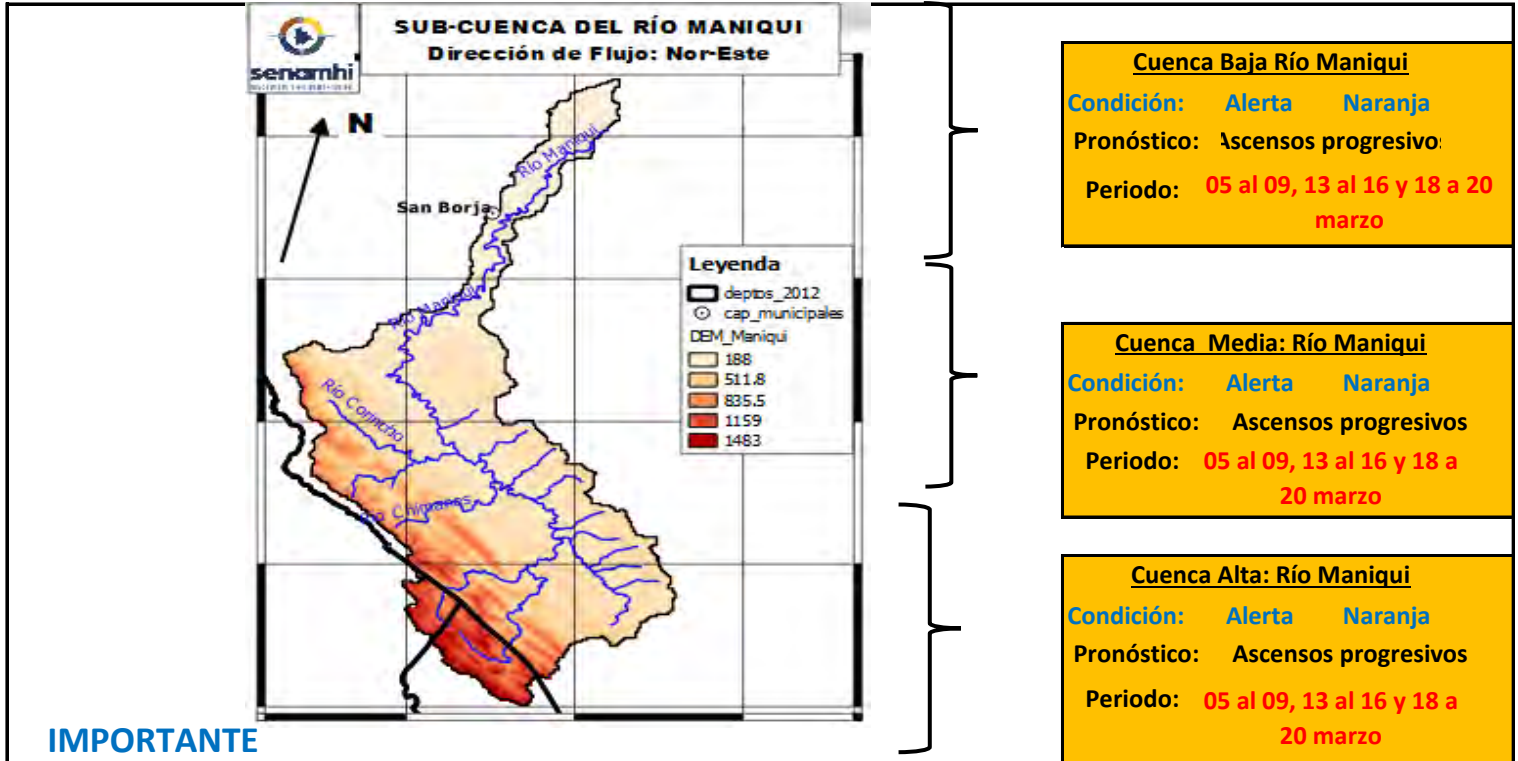 SUB-CUENCA DEL RÍO MANIQUI
Dirección de Flujo: Nor-Este
senamhi
N
Río Maniqui
San Borja
Río Maniqui
Leyenda
deptos_2012
cap_municipales
DEM_Maniqui
188
511.8
835.5
1159
1483
Chimanes
IMPORTANTE
Cuenca Baja Río Maniqui
Condición: Alerta Naranja
Pronóstico: Ascensos progresivos
Periodo: 05 al 09, 13 al 16 y 18 a 20
marzo
Cuenca Media: Río Maniqui
Condición: Alerta Naranja
Pronóstico: Ascensos progresivos
Periodo: 05 al 09, 13 al 16 y 18 a
20 marzo
Cuenca Alta: Río Maniqui
Condición: Alerta Naranja
Pronóstico: Ascensos progresivos
Periodo: 05 al 09, 13 al 16 y 18 a
20 marzo